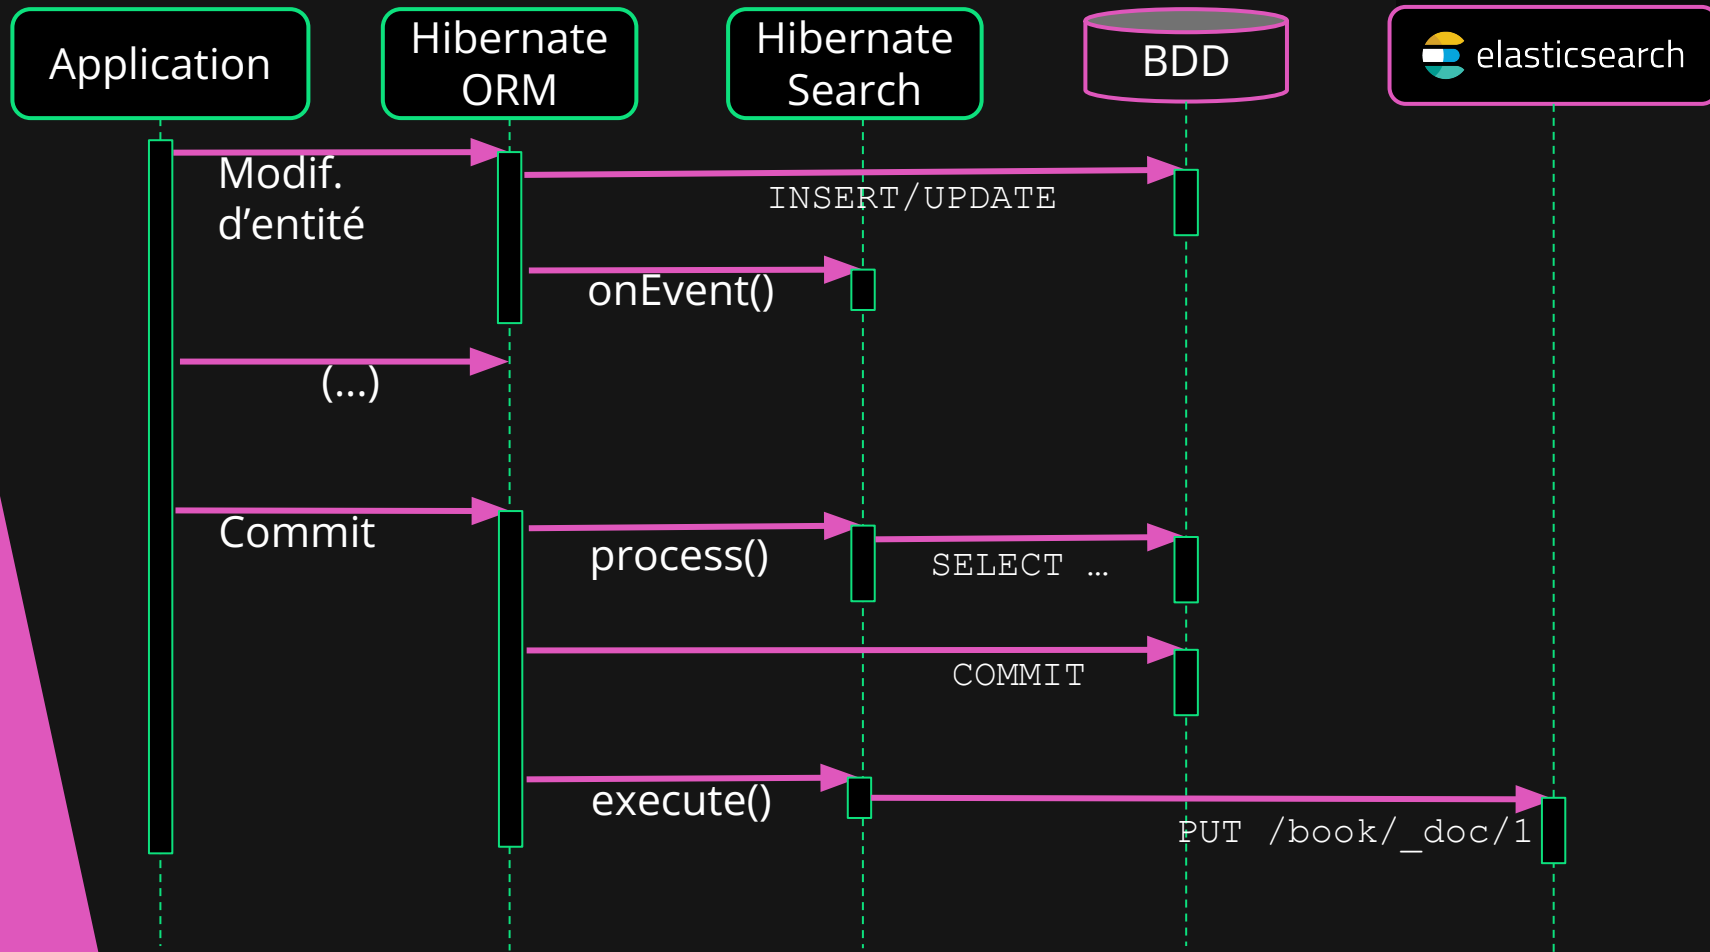 Application
Hibernate
ORM
Hibernate
Search
BDD
elasticsearch
Modif.
d’entité
INSERT/UPDATE
onEvent()
(...)
Commit
process()
SELECT …
COMMIT
execute()
PUT /book/_doc/1